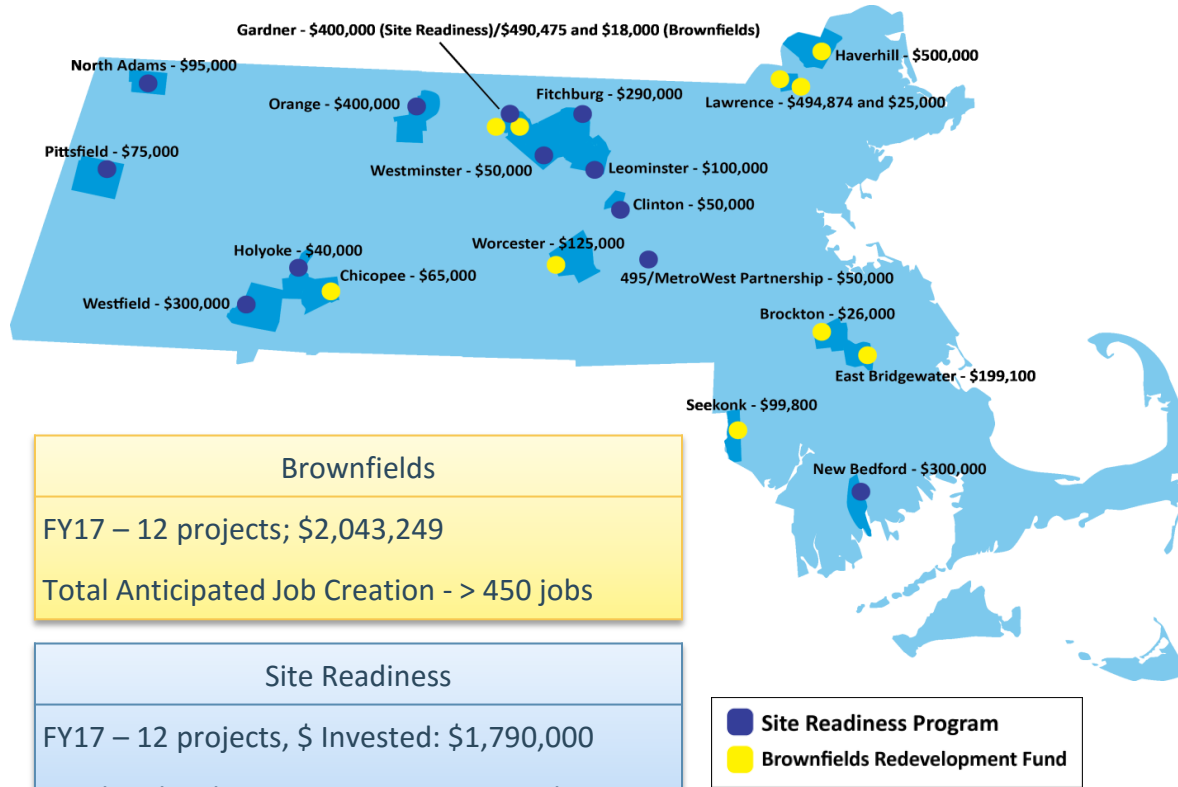 Gardner - $400,000 (Site Readiness)/$490,475 and $18,000 (Brownfields)
Haverhill - $500,000
North Adams - $95,000
Orange - $400,000
Fitchburg - $290,000
Lawrence - $494,874 and $25,000
Pittsfield - $75,000
Westminster - $50,000
Leominster - $100,000
Clinton - $50,000
Holyoke - $40,000
Worcester - $125,000
Chicopee - $65,000
495/MetroWest Partnership - $50,000
Westfield - $300,000
Brockton - $26,000
East Bridgewater - $199,100
Seekonk - $99,800
New Bedford - $300,000
Brownfields
FY17 – 12 projects; $2,043,249
Total Anticipated Job Creation - > 450 jobs
Site Readiness
FY17 – 12 projects, $ Invested: $1,790,000
Site Readiness Program
Brownfields Redevelopment Fund